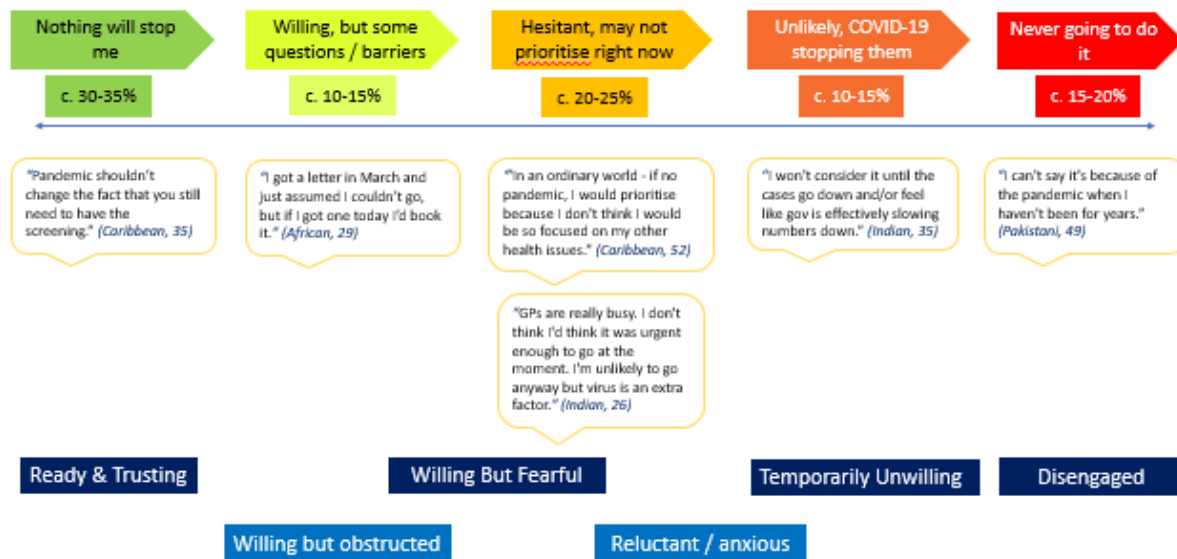 Nothing will stop
me
Willing, but some
questions / barriers
Hesitant, may not
prioritise right now
Unlikely, COVID-19
stopping them
Never going to do
it
c. 30-35%
c. 10-15%
c. 20-25%
c. 10-15%
c. 15-20%
"Pandemic shouldn't
change the fact that you still
need to have the
screening." (Caribbean, 35)
"I got a letter in March and
just assumed I couldn't go,
but if I got one today I'd book
it." (African, 29)
"In an ordinary world - if no
pandemic, I would prioritise
because I don't think I would
be so focused on my other
health issues." (Caribbean, 52)
"I won't consider it until the
cases go down and/or feel
like gov is effectively slowing
numbers down." (Indian, 35)
"I can't say it's because of
the pandemic when I
haven't been for years."
(Pakistani, 49)
"GPs are really busy. I don't
think I'd think it was urgent
enough to go at the
moment. I'm unlikely to go
anyway but virus is an extra
factor." (Indian, 26)
Ready & Trusting
Willing But Fearful
Temporarily Unwilling
Disengaged
Willing but obstructed
Reluctant / anxious